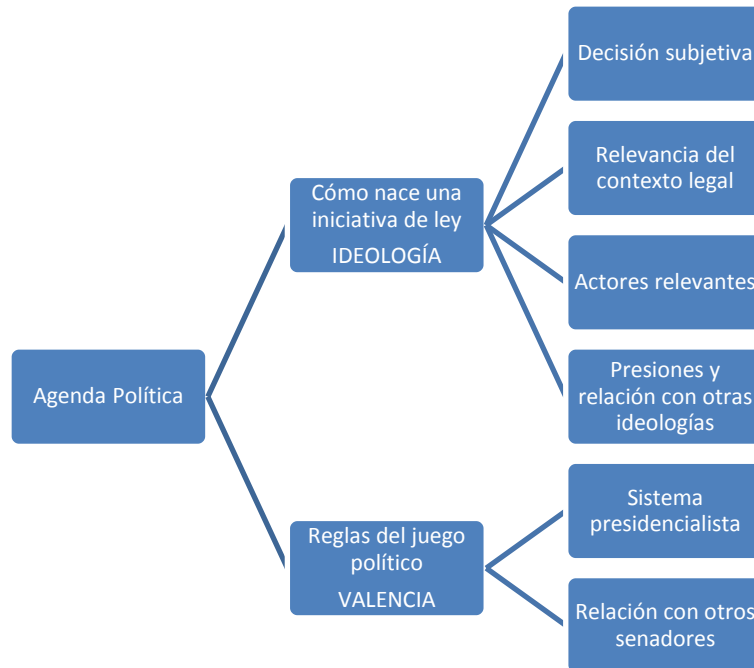 Decisión subjetiva
Relevancia del
contexto legal
Cómo nace una
iniciativa de ley
IDEOLOGÍA
Actores relevantes
Agenda Política
Presiones y
relación con otras
ideologías
Sistema
presidencialista
Reglas del juego
político
VALENCIA
Relación con otros
senadores